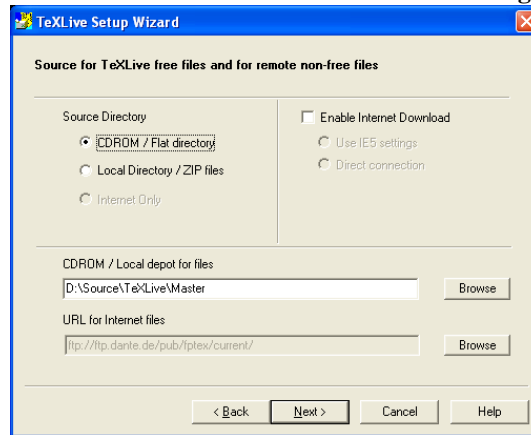 TeXLive Setup Wizard
Source for TeXLive free files and for remote non-free files
Source Directory
CDROM / Flat directory
Local Directory / ZIP files
Internet Only
Enable Internet Download
Use IE5 settings
Direct connection
CDROM / Local depot for files
D:\Source\TeXLive\Master
Browse
URL for Internet files
ftp://ftp.dante.de/pub/fptex/current/
Browse
< Back
Next >
Cancel
Help